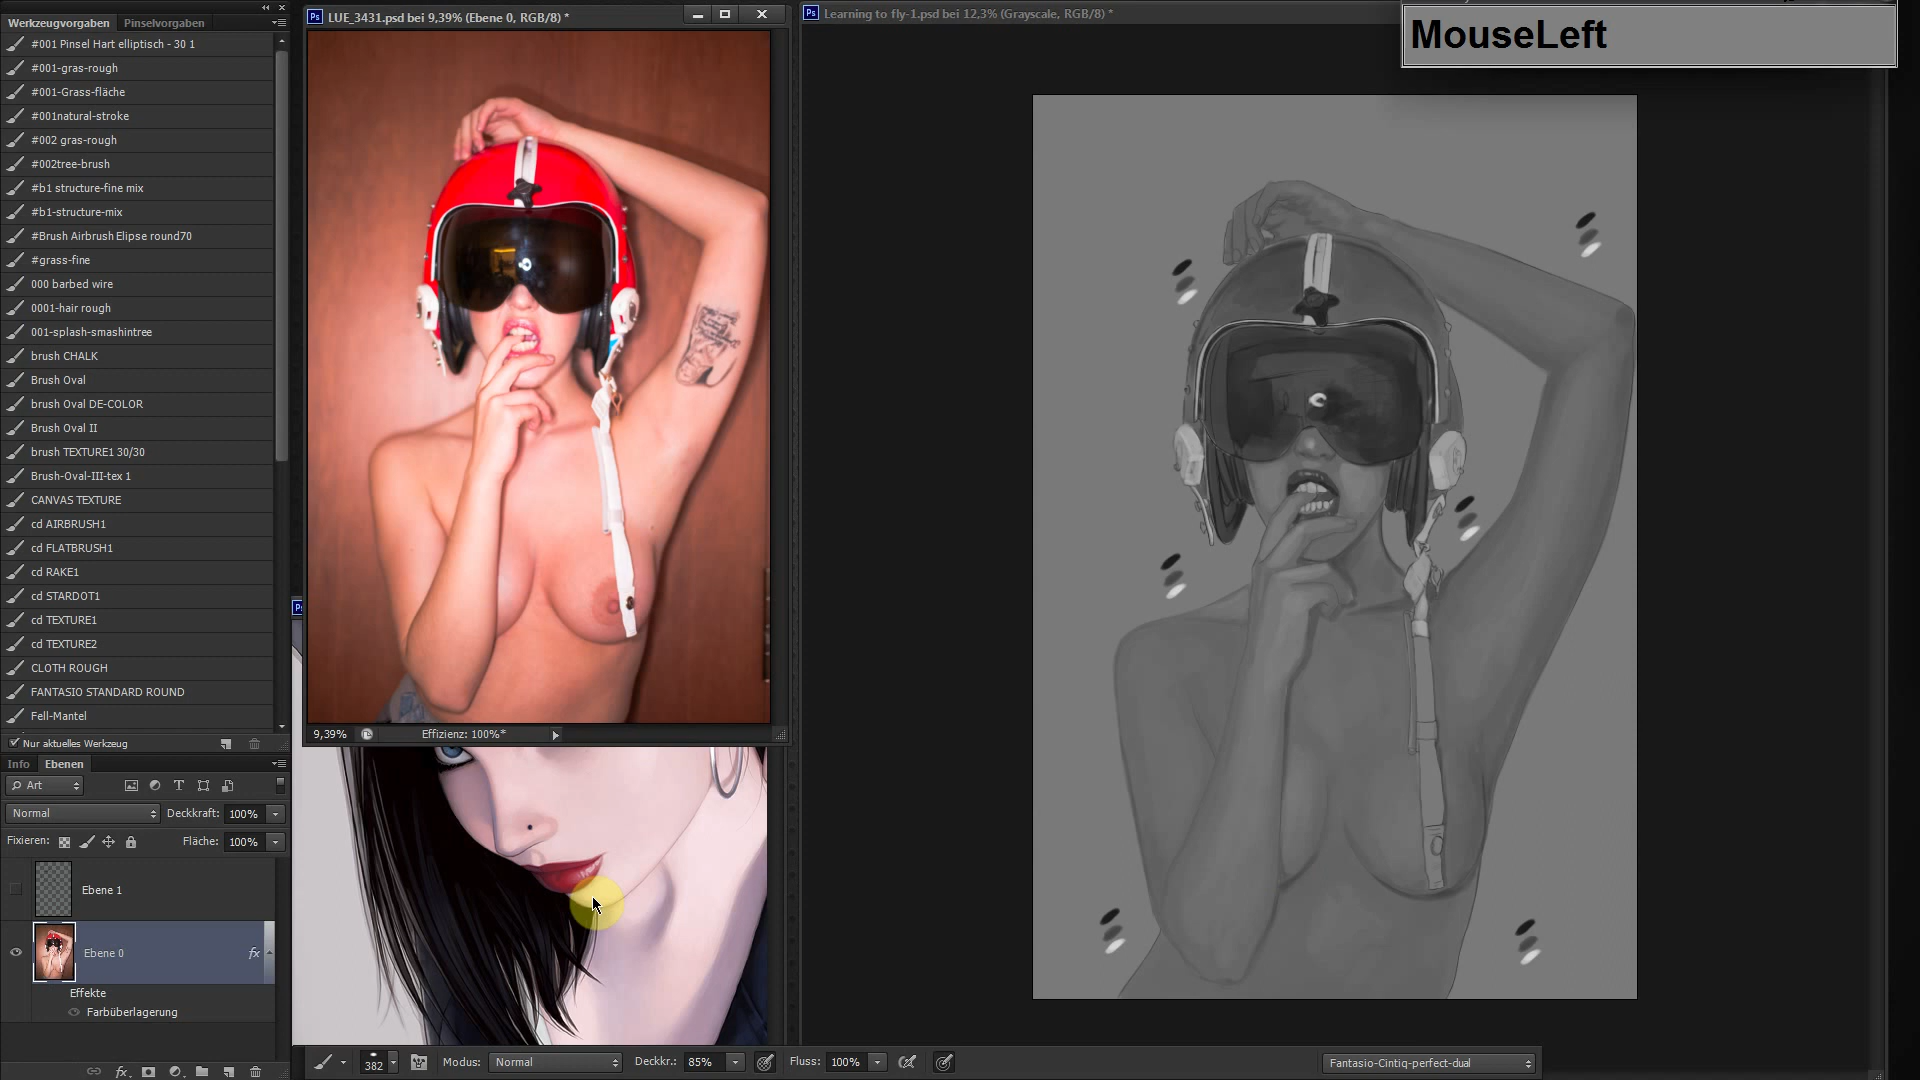 Werkzeugvorgaben Pinselvorgaben
#001 Pinsel Hart elliptisch - 30 1
#001-gras-rough
#001-Grass-fläche
#001natural-stroke
#002 gras-rough
#002tree-brush
#b1 structure-fine mix
#b1-structure-mix
#Brush Airbrush Elipse round70
#grass-fine
000 barbed wire
0001-hair rough
001-splash-smashintree
brush CHALK
Brush Oval
brush Oval DE-COLOR
Brush Oval II
brush TEXTURE1 30/30
Brush-Oval-III-tex 1
CANVAS TEXTURE
cd AIRBRUSH1
cd FLATBRUSH1
cd RAKE1
cd STARDOT1
cd TEXTURE1
cd TEXTURE2
CLOTH ROUGH
FANTASIO STANDARD ROUND
Fell-Mantel
Nur aktuelles Werkzeug
Info Ebenen
Art
Normal Deckkraft: 100%
Fixieren: Fläche: 100%
Ebene 1
Ebene 0 fx
Effekte
Farbüberlagerung
fx
Ps LUE_3431.psd bei 9,39% (Ebene 0, RGB/8) *
9,39% Effizienz: 100%*
Ps
Ps Learning to fly-1.psd bei 12,3% (Grayscale, RGB/8) *
MouseLeft
382 Modus: Normal Deckkr.: 85% Fluss: 100% Fantasio-Cintiq-perfect-dual